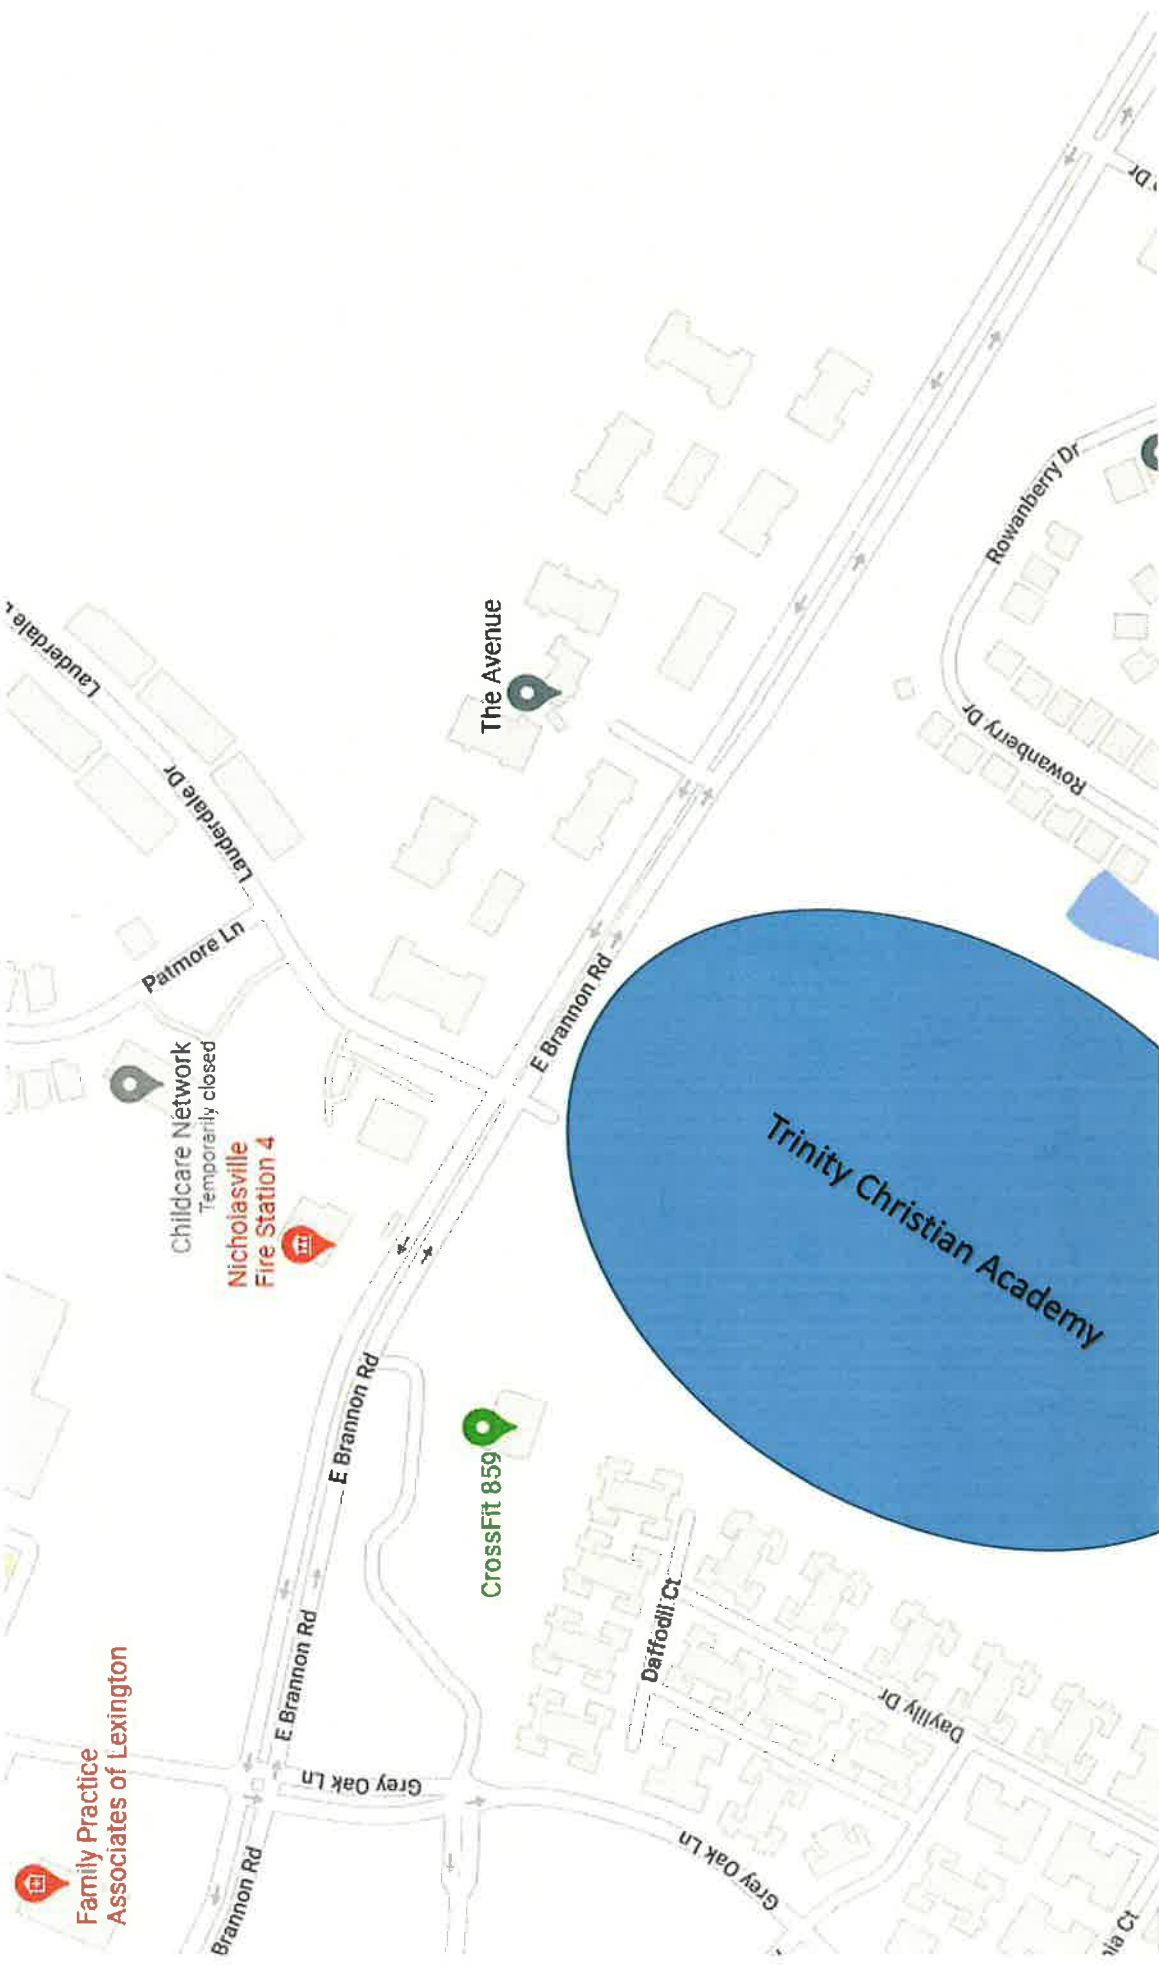 Family Practice
Associates of Lexington
Brannon Rd
E Brannon Rd
Grey Oak Ln
Grey Oak Ln
E Brannon Rd
CrossFit 859
Daffodil Ct
Daylily Dr
Nicholasville
Fire Station 4
Childcare Network
Temporarily closed
Patmore Ln
Lauderdale Dr
Lauderdale
E Brannon Rd
The Avenue
Trinity Christian Academy
Rowanberry Dr
Rowanberry Dr
Dr
Ct